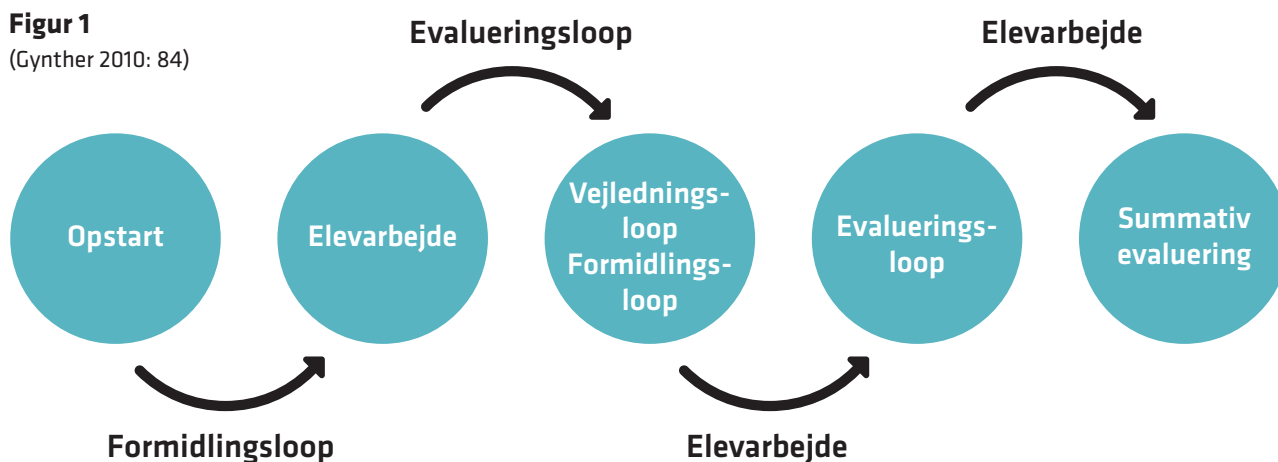 Figur 1
(Gynther 2010: 84)
Evalueringsloop
Elevarbejde
Opstart
Elevarbejde
Vejlednings-
loop
Formidlings-
loop
Evaluerings-
loop
Summativ
evaluering
Formidlingsloop
Elevarbejde